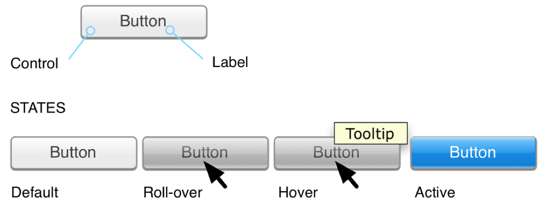 Button
Control
Label
STATES
Tooltip
Button
Button
Button
Button
Default
Roll-over
Hover
Active